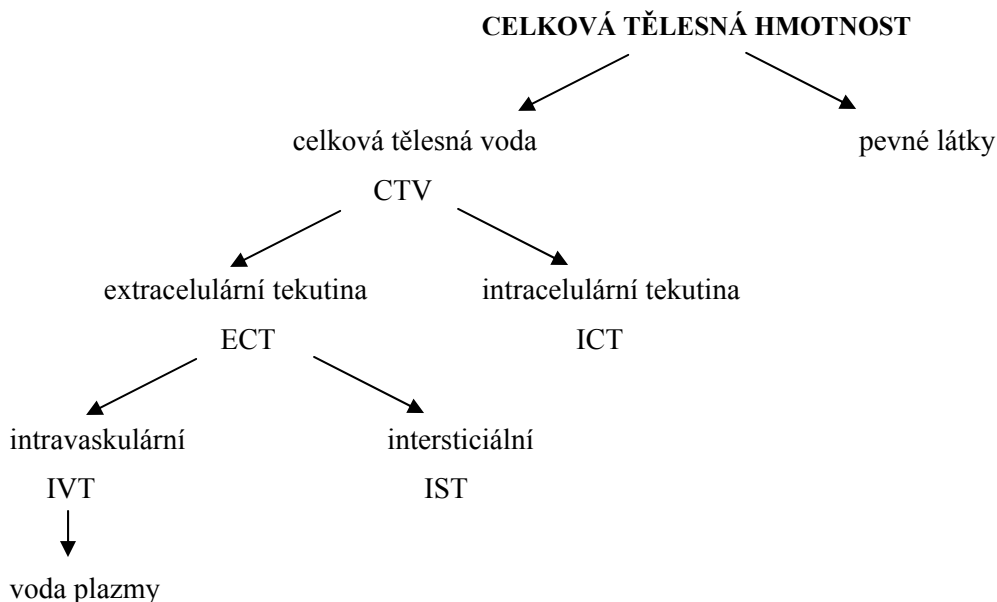 CELKOVÁ TĚLESNÁ HMOTNOST
celková tělesná voda pevné látky
CTV
extracelulární tekutina intracelulární tekutina
ECT ICT
intravaskulární intersticiální
IVT IST
voda plazmy